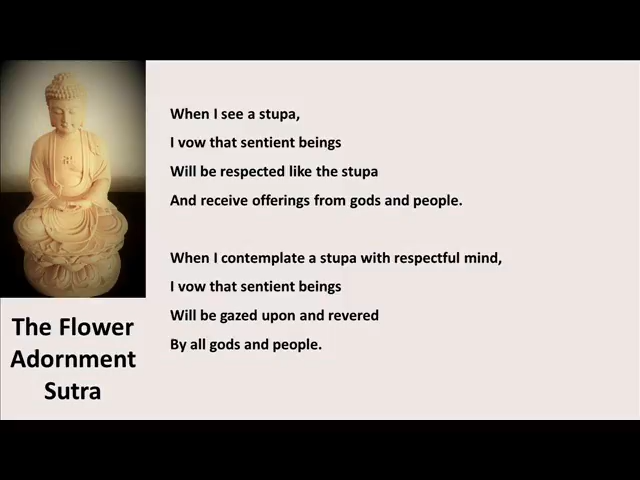 When I see a stupa,
I vow that sentient beings
Will be respected like the stupa
And receive offerings from gods and people.
When I contemplate a stupa with respectful mind,
I vow that sentient beings
Will be gazed upon and revered
By all gods and people.
The Flower
Adornment
Sutra